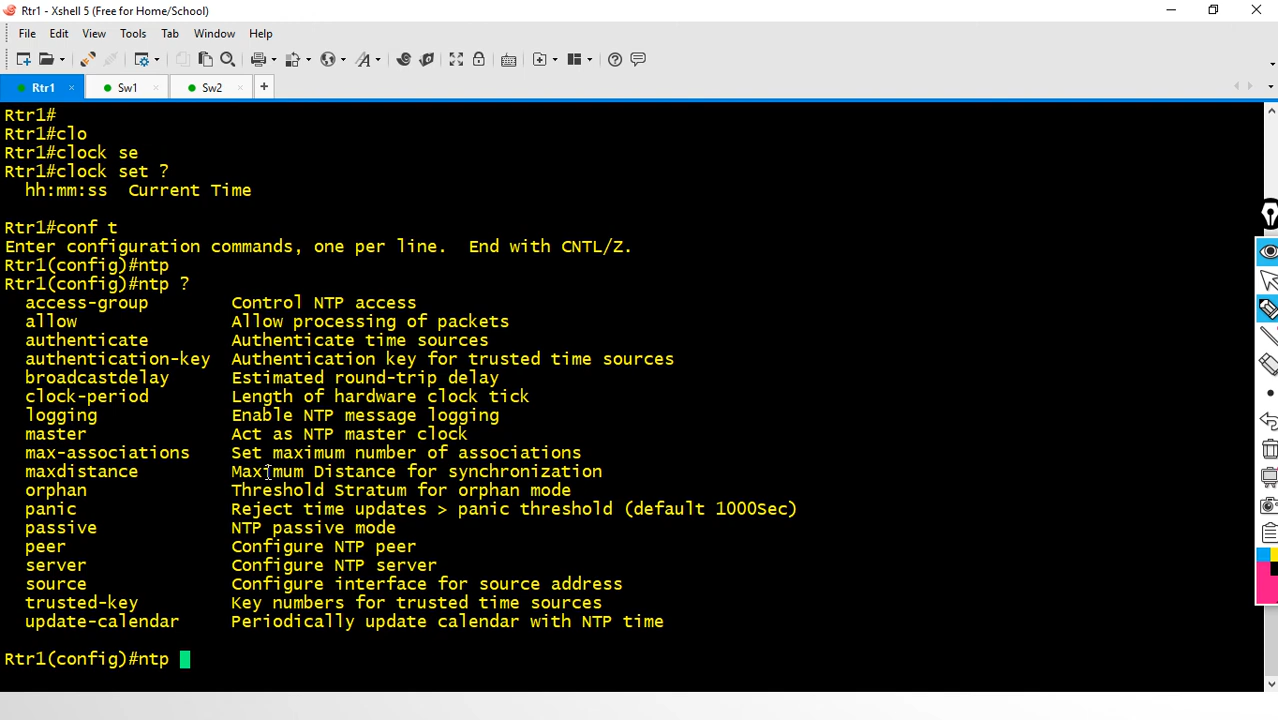 Rtr1 - Xshell 5 (Free for Home/School)
File Edit View Tools Tab Window Help
Rtr1 Sw1 Sw2
Rtr1#
Rtr1#clo
Rtr1#clock se
Rtr1#clock set ?
hh:mm:ss Current Time
Rtr1#conf t
Enter configuration commands, one per line. End with CNTL/Z.
Rtr1(config)#ntp
Rtr1(config)#ntp ?
access-group Control NTP access
allow Allow processing of packets
authenticate Authenticate time sources
authentication-key Authentication key for trusted time sources
broadcastdelay Estimated round-trip delay
clock-period Length of hardware clock tick
logging Enable NTP message logging
master Act as NTP master clock
max-associations Set maximum number of associations
maxdistance Maximum Distance for synchronization
orphan Threshold Stratum for orphan mode
panic Reject time updates > panic threshold (default 1000Sec)
passive NTP passive mode
peer Configure NTP peer
server Configure NTP server
source Configure interface for source address
trusted-key Key numbers for trusted time sources
update-calendar Periodically update calendar with NTP time
Rtr1(config)#ntp